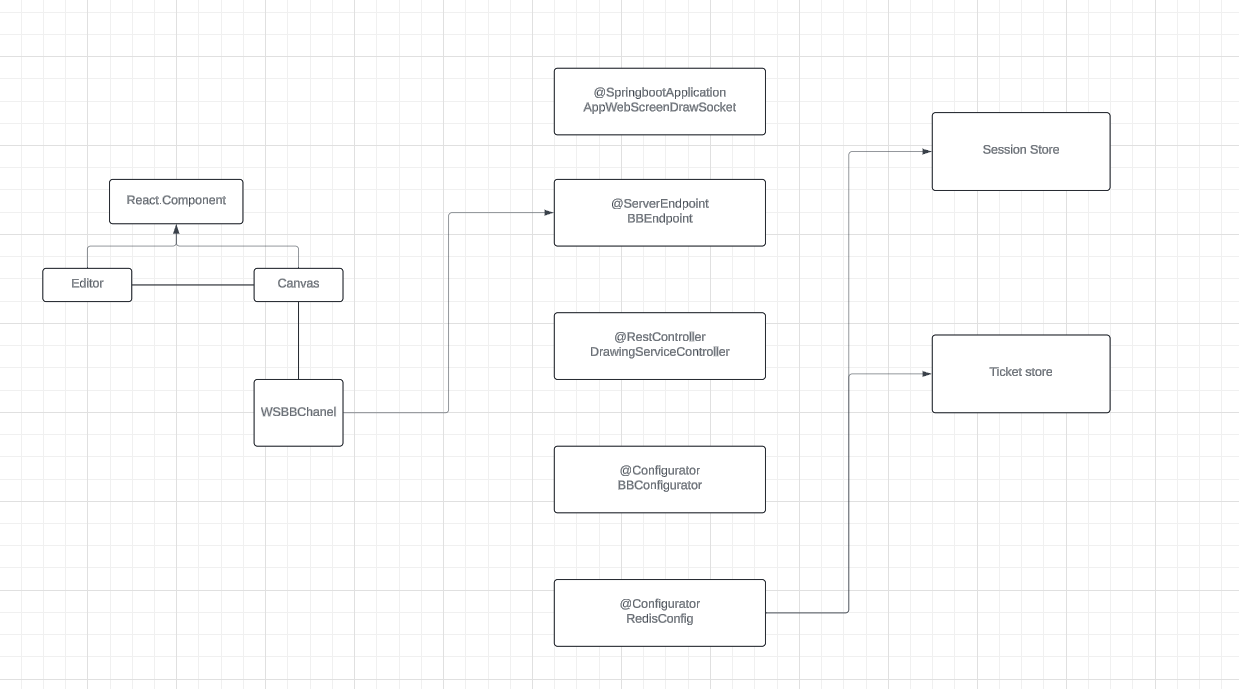 @SpringbootApplication
AppWebScreenDrawSocket
Session Store
React.Component
@ServerEndpoint
BBEndpoint
Editor
Canvas
@RestController
DrawingServiceController
Ticket store
WSBBChanel
@Configurator
BBConfigurator
@Configurator
RedisConfig